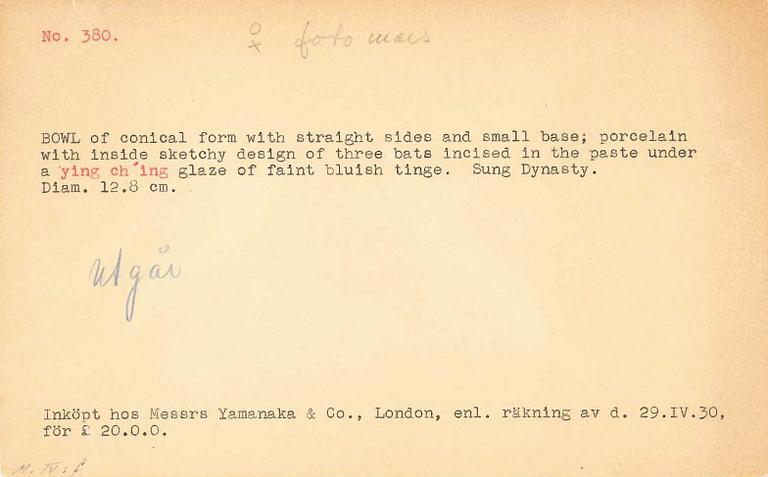 No. 380.
foto mars
BOWL of conical form with straight sides and small base; porcelain
with inside sketchy design of three bats incised in the paste under
a ying ch´ing glaze of faint bluish tinge.  Sung Dynasty.
Diam. 12.8 cm.
Utgår
Inköpt hos Messrs Yamanaka & Co., London, enl. räkning av d. 29.IV.30,
för £ 20.0.0.